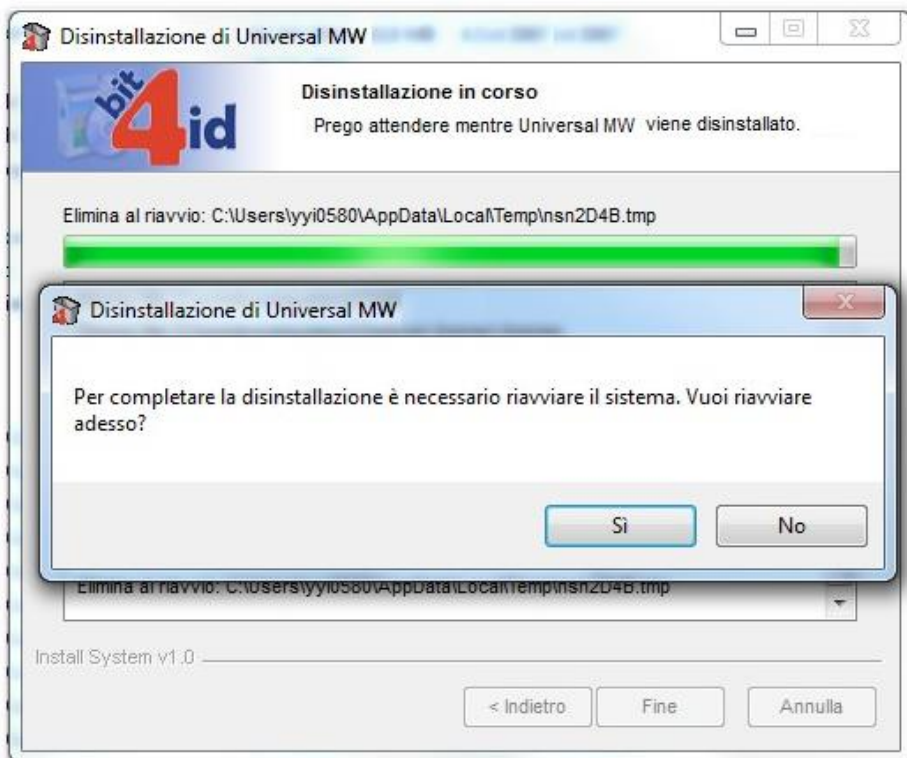 Disinstallazione di Universal MW
bit
4id
Disinstallazione in corso
Prego attendere mentre Universal MW viene disinstallato.
Elimina al riavvio: C:\Users\yyi0580\AppData\Local\Temp\nsn2D4B.tmp
Disinstallazione di Universal MW
Per completare la disinstallazione è necessario riavviare il sistema. Vuoi riavviare
adesso?
Sì No
Elimina al riavvio: C:\Users\yyi0580\AppData\Local\Temp\nsn2D4B.tmp
Install System v1.0
< Indietro Fine Annulla